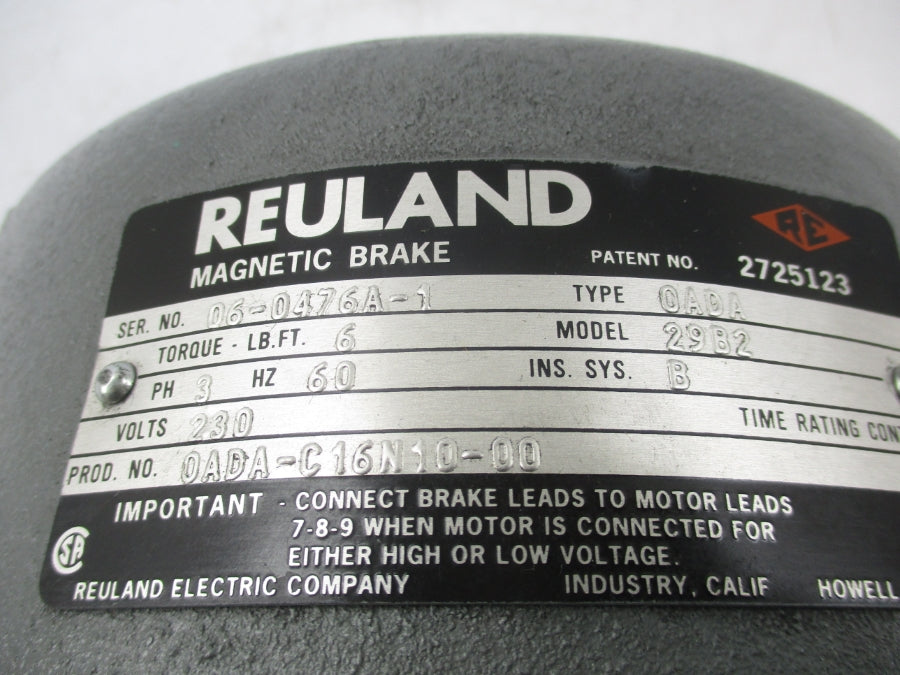 REULAND
RE
MAGNETIC BRAKE PATENT NO. 2725123
SER. NO. 06-0476A-1 TYPE OADA
TORQUE - LB.FT. 6 MODEL 29B2
PH 3 HZ 60 INS. SYS. B
VOLTS 230 TIME RATING CONT
PROD. NO. OADA-C16N10-00
IMPORTANT - CONNECT BRAKE LEADS TO MOTOR LEADS
7-8-9 WHEN MOTOR IS CONNECTED FOR
EITHER HIGH OR LOW VOLTAGE.
SA
REULAND ELECTRIC COMPANY INDUSTRY, CALIF HOWELL